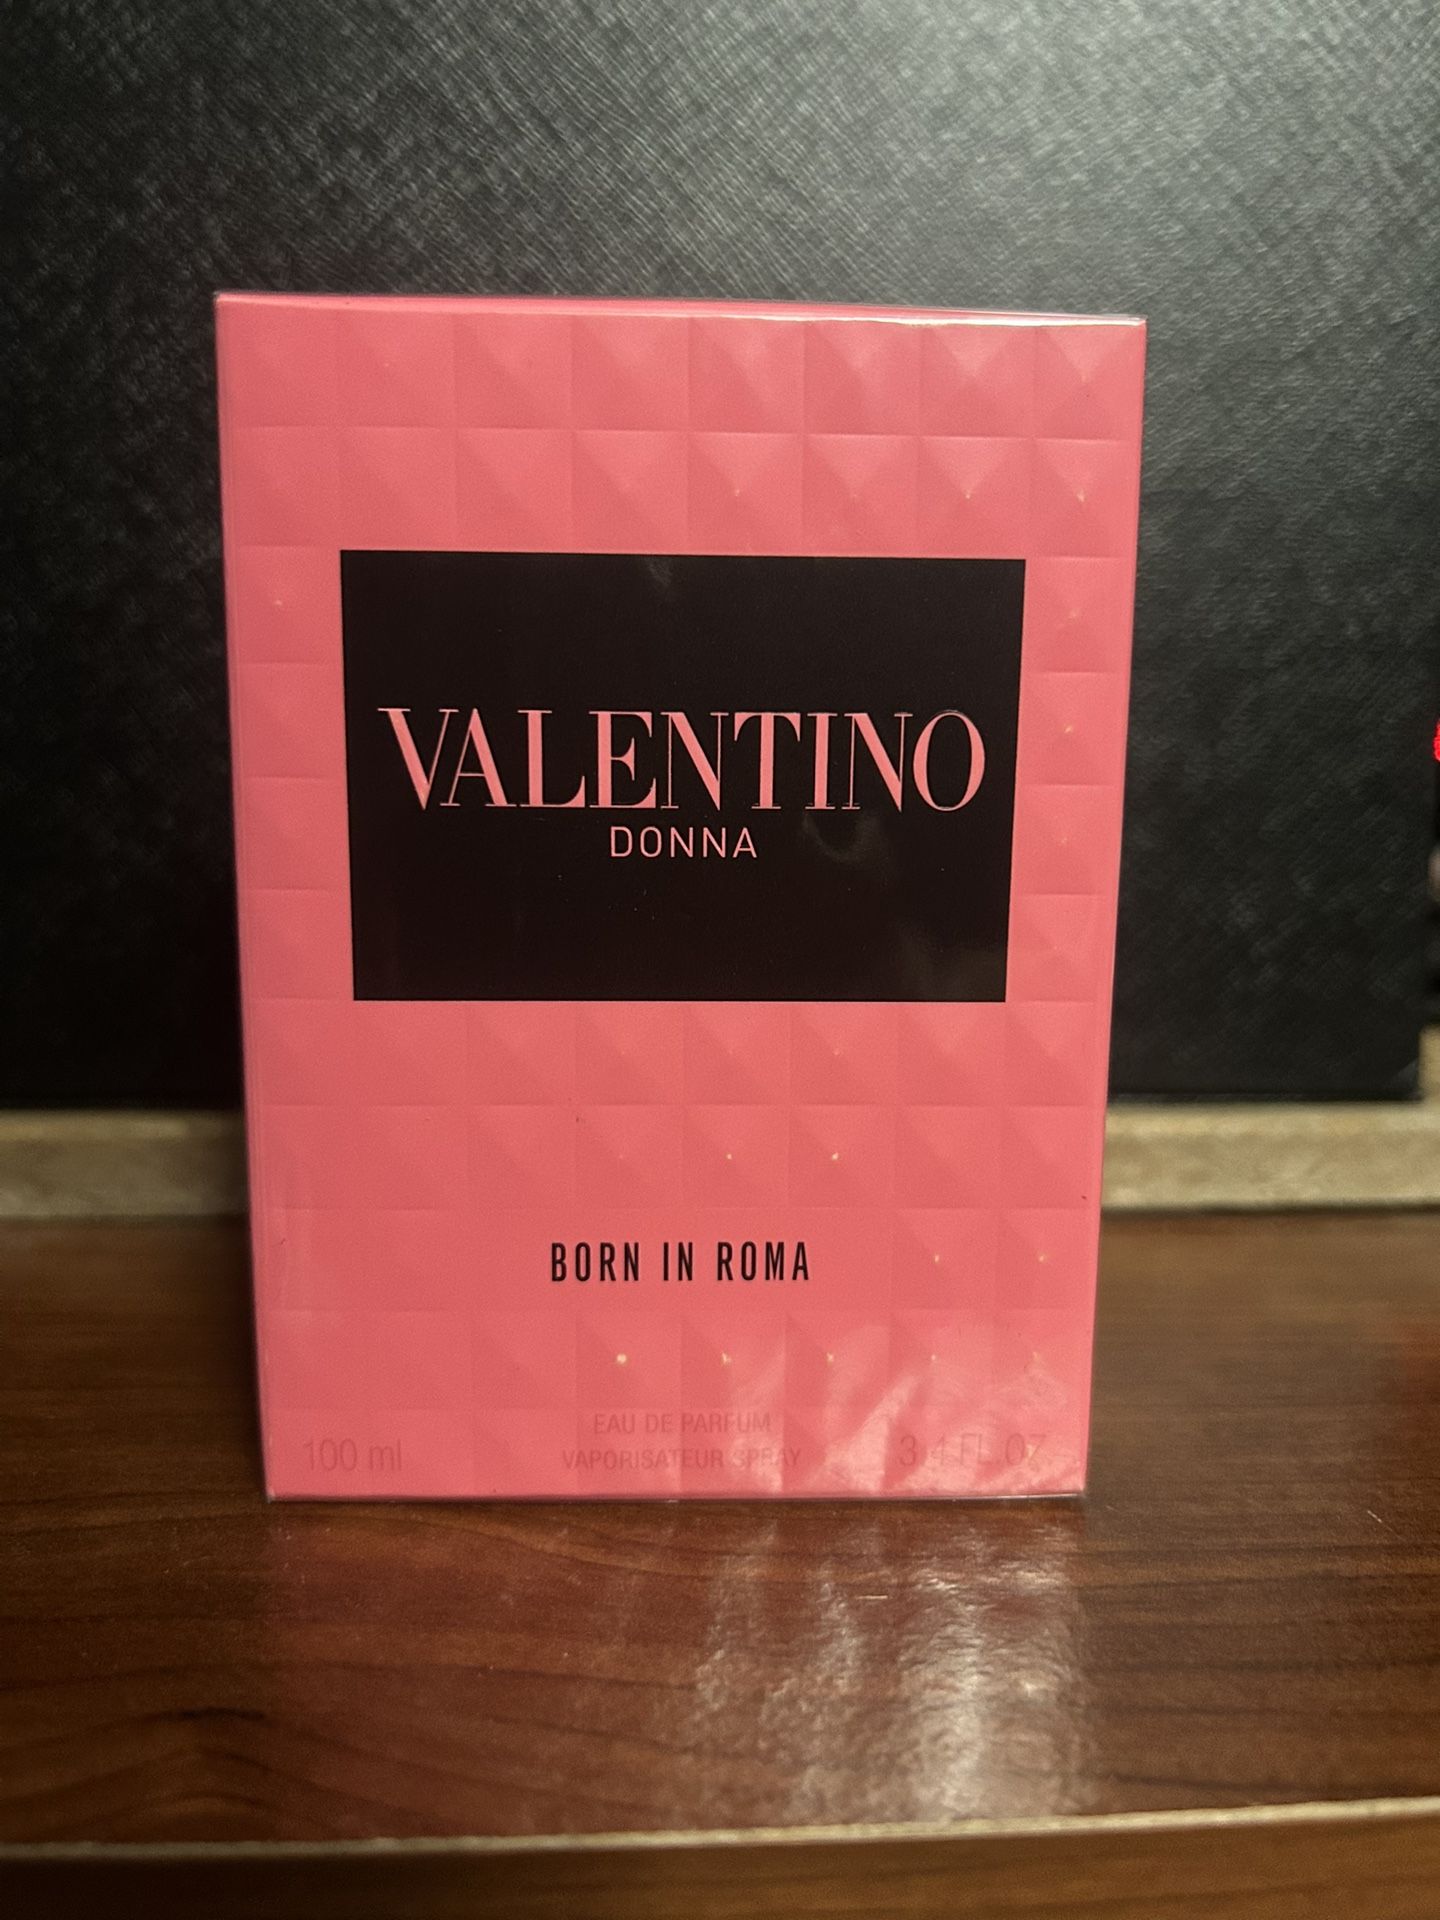 VALENTINO
DONNA
BORN IN ROMA
EAU DE PARFUM
100 ml VAPORISATEUR SPRAY 3.4 FL.OZ